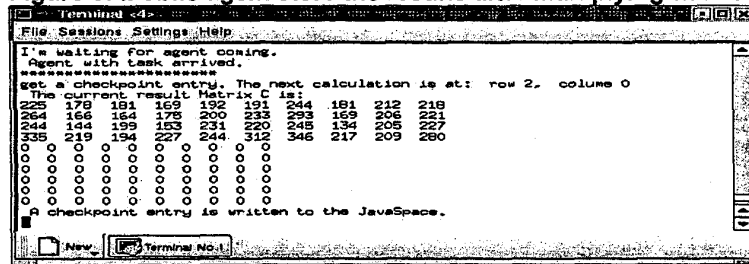 Terminal <4>
File Sessions Settings Help
I'm waiting for agent coming.
Agent with task arrived.
************************
get a checkpoint entry. The next calculation is at: row 2, colume 0
The current result Matrix C is:
225 178 181 169 192 191 244 181 212 218
264 166 164 175 200 233 293 169 206 221
244 144 199 153 231 220 245 134 205 227
335 219 194 227 244 312 346 217 209 280
0 0 0 0 0 0 0 0 0 0
0 0 0 0 0 0 0 0 0 0
0 0 0 0 0 0 0 0 0 0
0 0 0 0 0 0 0 0 0 0
0 0 0 0 0 0 0 0 0 0
0 0 0 0 0 0 0 0 0 0
A checkpoint entry is written to the JavaSpace.
New Terminal No 1